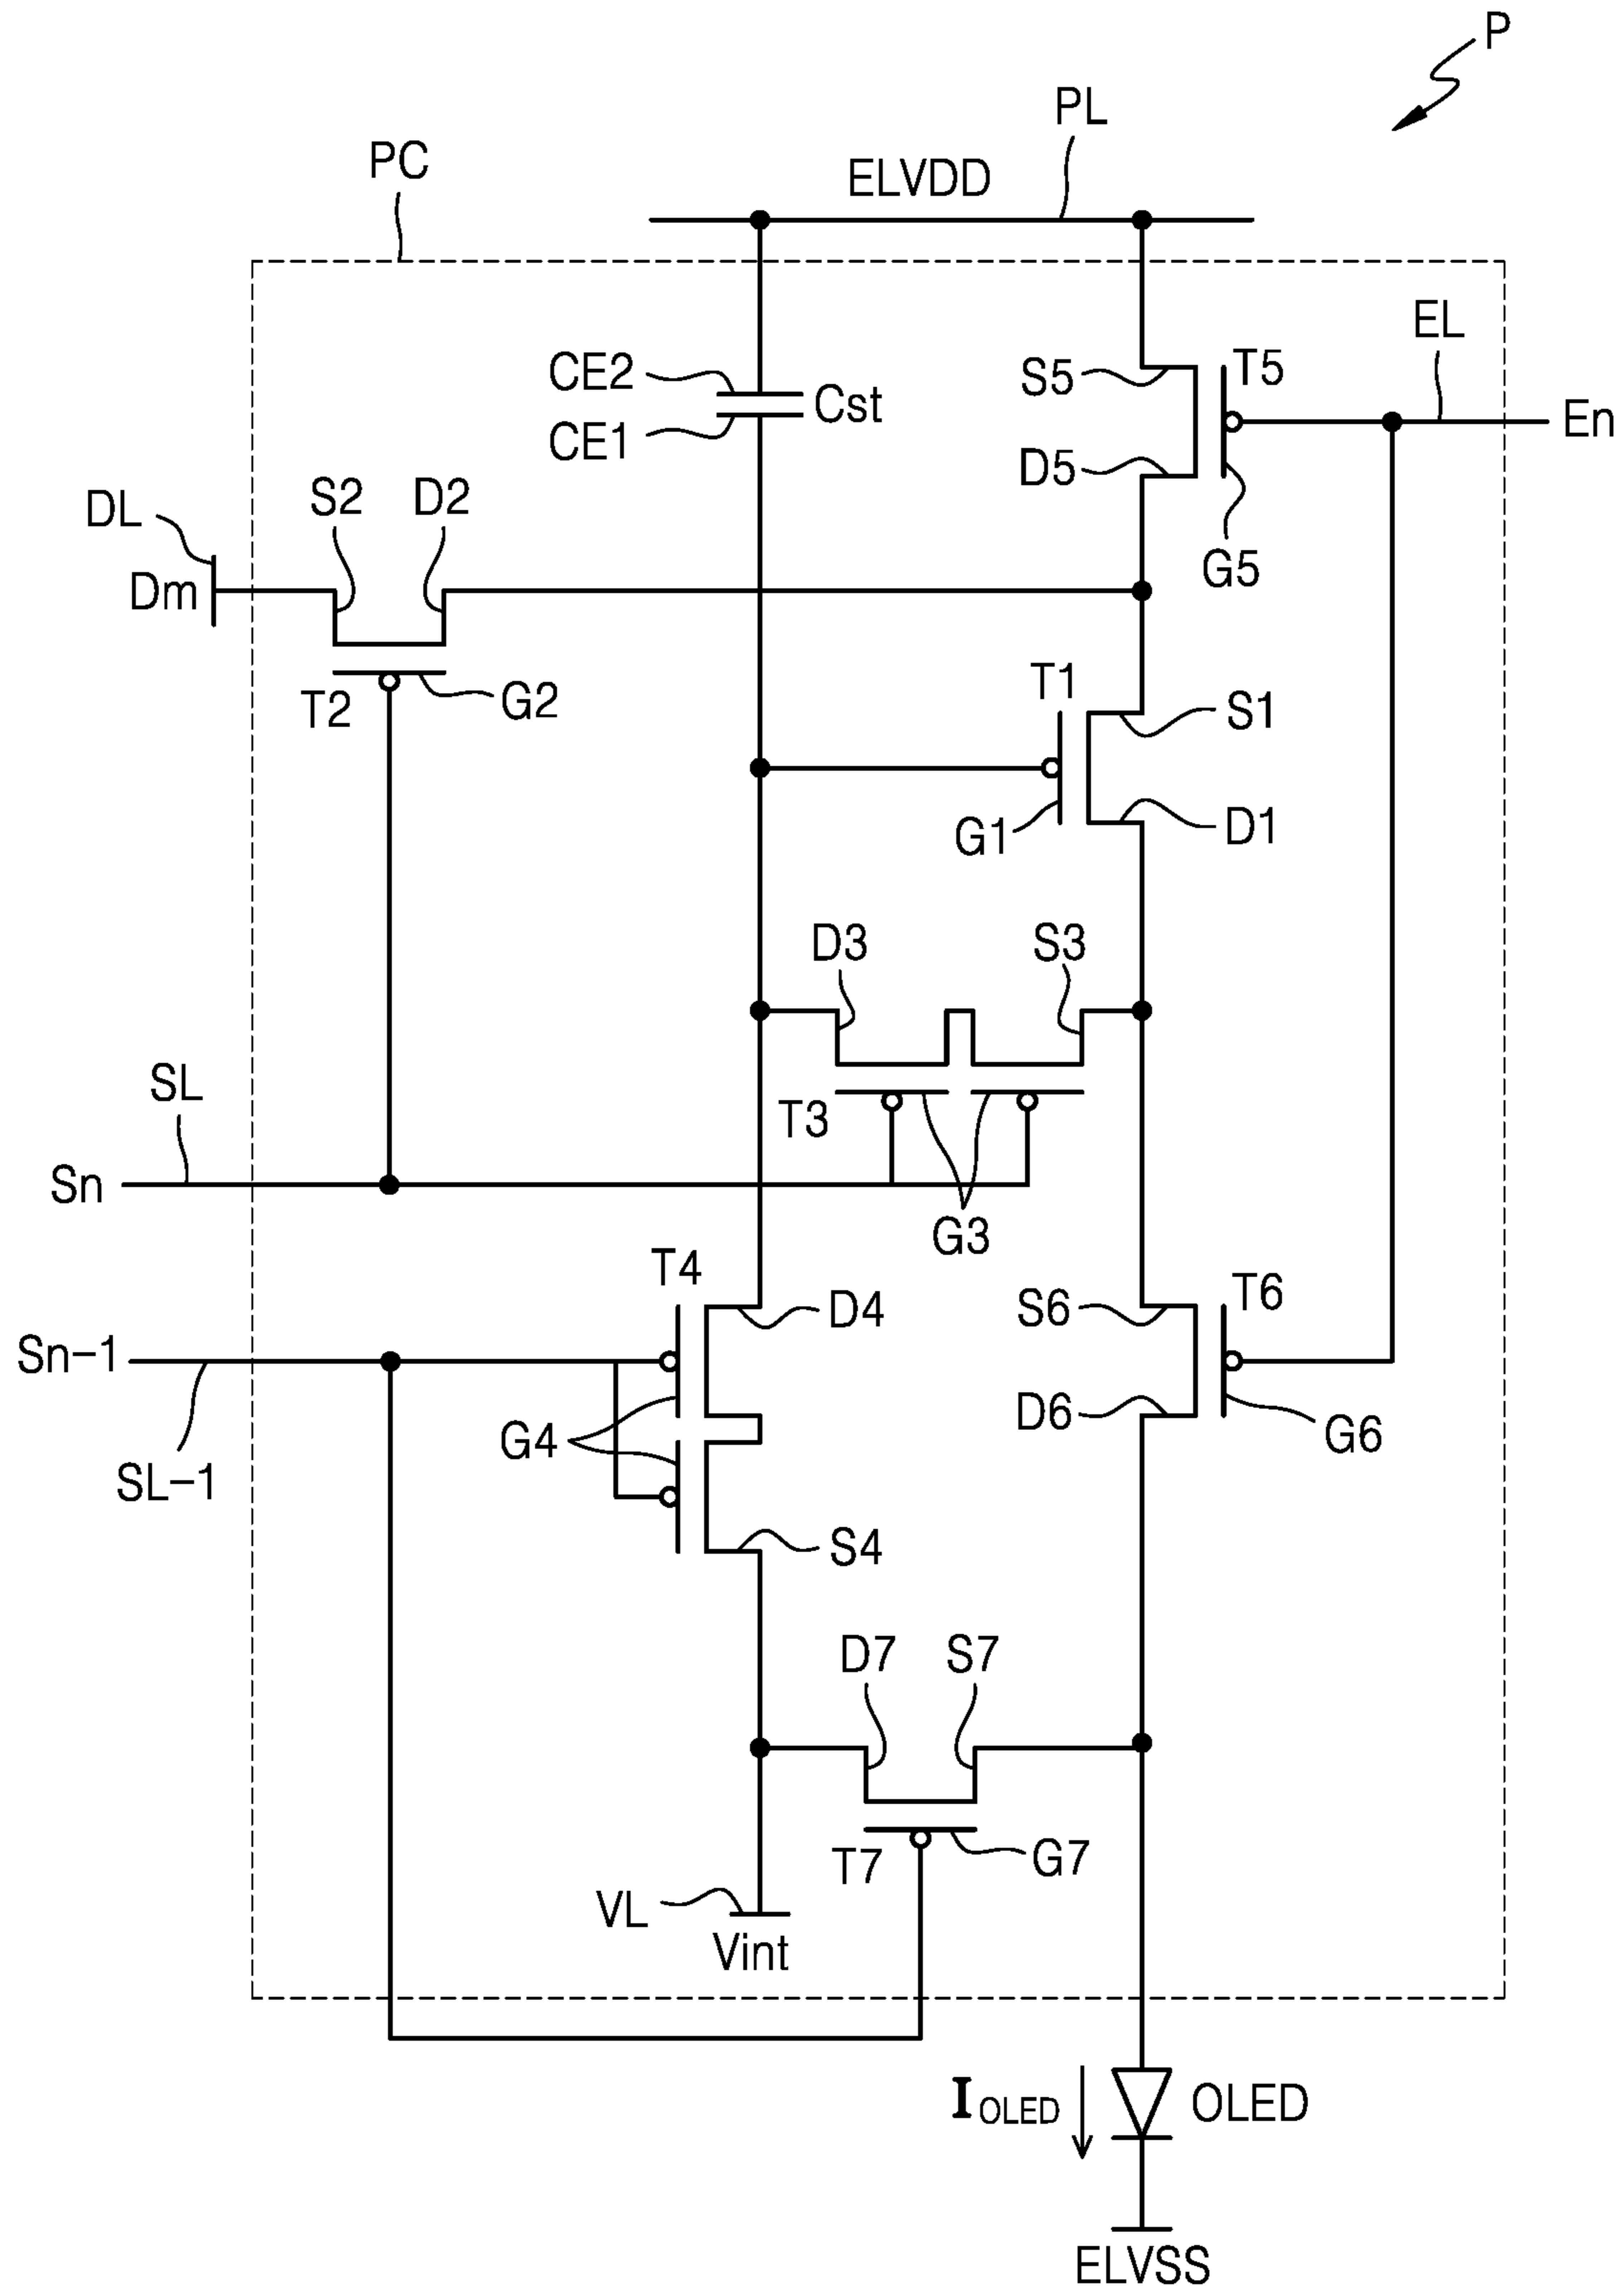 P
PL
PC
ELVDD
EL
CE2
S5
T5
Cst
En
CE1
D5
S2
D2
DL
G5
Dm
T1
G2
T2
S1
G1
D1
D3
S3
SL
T3
Sn
G3
T4
D4
S6
T6
Sn-1
D6
G4
G6
SL-1
S4
D7
S7
T7
G7
VL
Vint
IOLED
OLED
ELVSS